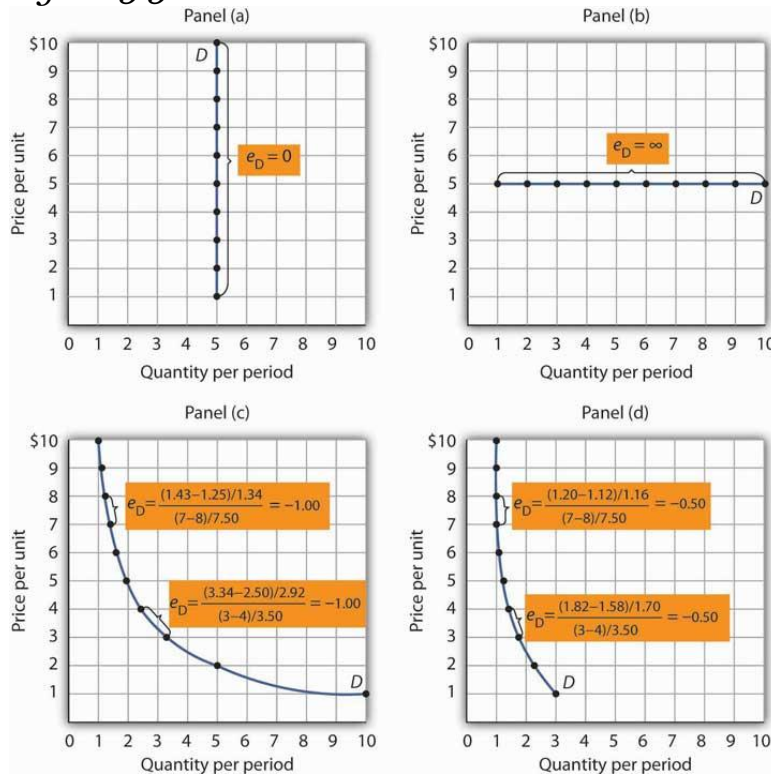 Panel (a)
Panel (b)
$10
9
8
7
6
5
4
3
2
1
D
eD = 0
Price per unit
0 1 2 3 4 5 6 7 8 9 10
Quantity per period
$10
9
8
7
6
5
4
3
2
1
eD = ∞
D
Price per unit
0 1 2 3 4 5 6 7 8 9 10
Quantity per period
Panel (c)
Panel (d)
$10
9
8
7
6
5
4
3
2
1
eD = (1.43–1.25)/1.34
(7–8)/7.50
= –1.00
eD = (3.34–2.50)/2.92
(3–4)/3.50
= –1.00
D
Price per unit
0 1 2 3 4 5 6 7 8 9 10
Quantity per period
$10
9
8
7
6
5
4
3
2
1
eD = (1.20–1.12)/1.16
(7–8)/7.50
= –0.50
eD = (1.82–1.58)/1.70
(3–4)/3.50
= –0.50
D
Price per unit
0 1 2 3 4 5 6 7 8 9 10
Quantity per period